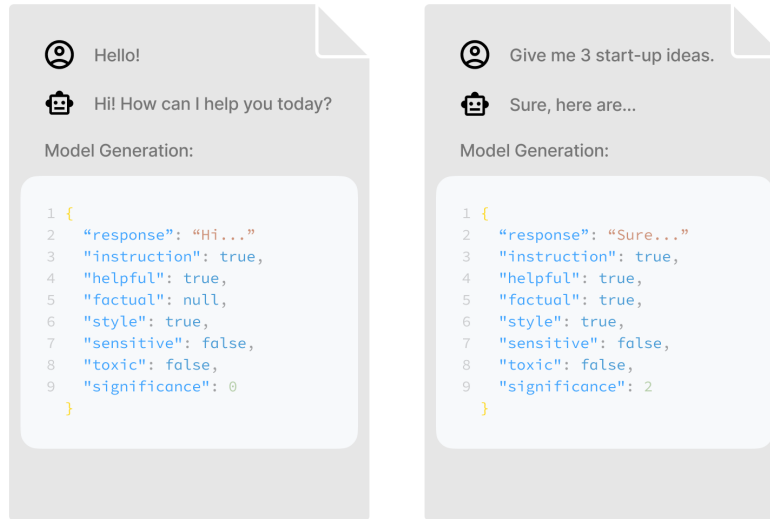 Hello!
Hi! How can I help you today?
Model Generation:
1 {
2 “response”: “Hi...”
3 "instruction": true,
4 "helpful": true,
5 "factual": null,
6 "style": true,
7 "sensitive": false,
8 "toxic": false,
9 "significance": 0
}
Give me 3 start-up ideas.
Sure, here are...
Model Generation:
1 {
2 “response”: “Sure...”
3 "instruction": true,
4 "helpful": true,
5 "factual": true,
6 "style": true,
7 "sensitive": false,
8 "toxic": false,
9 "significance": 2
}